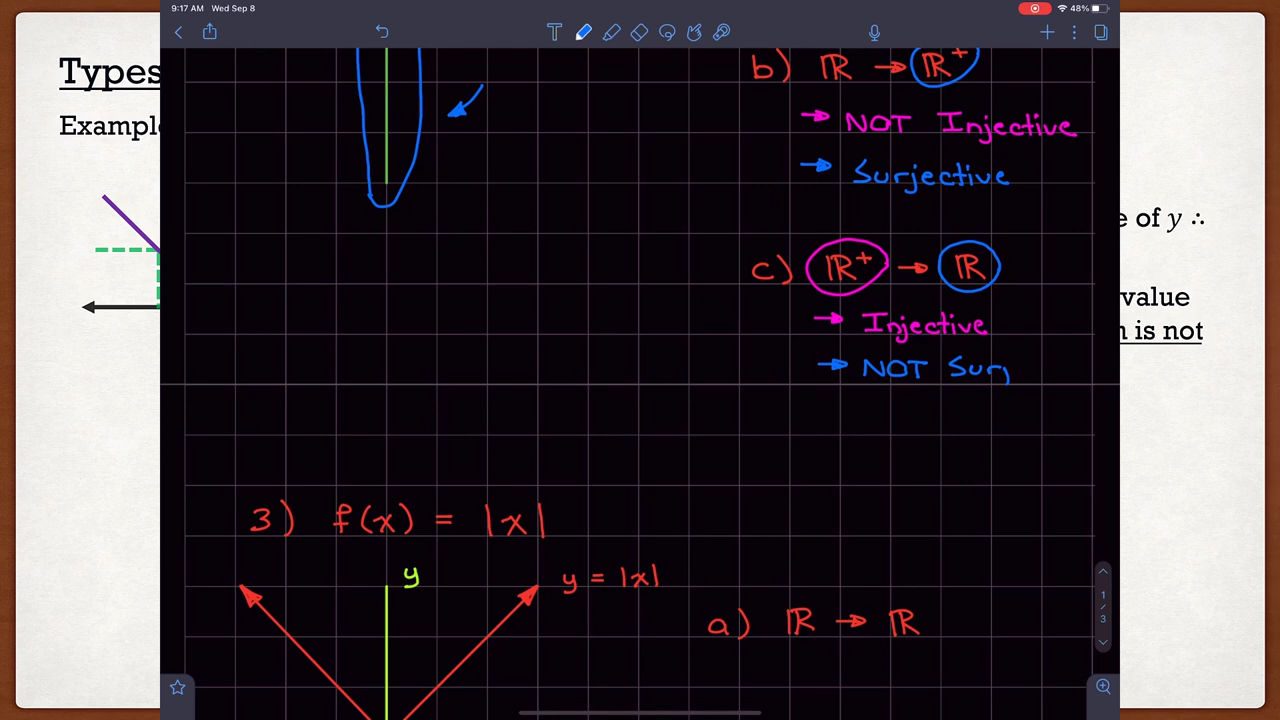 9:17 AM Wed Sep 8
48%
Types
Example
b) ℝ → ℝ⁺
→ NOT Injective
→ Surjective
e of y ∴
c) ℝ⁺ → ℝ
value
→ Injective
n is not
→ NOT Surj
3) f(x) = |x|
y
y = |x|
a) ℝ → ℝ
1/3